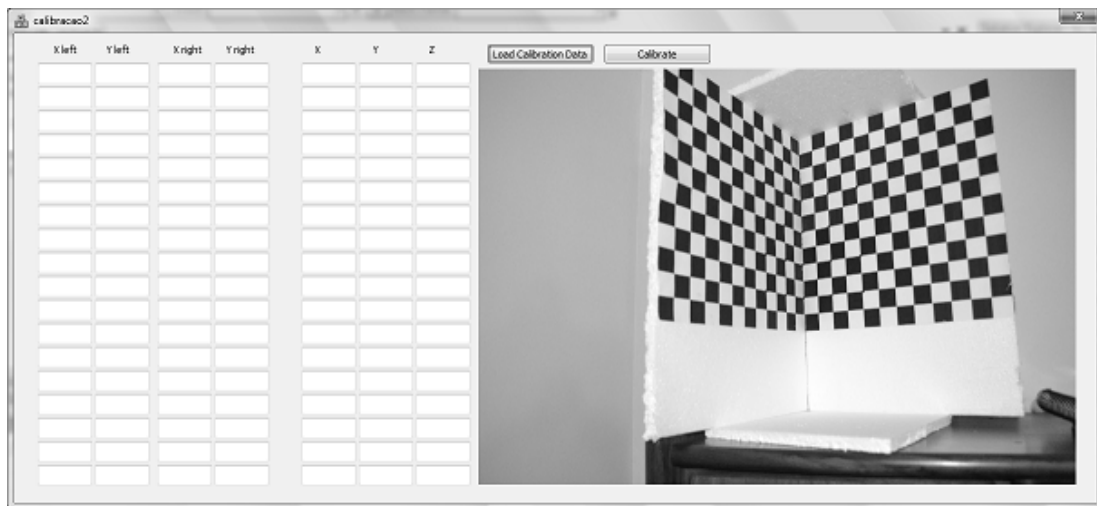 calibracao2
X left Y left X right Y right X Y Z
Load Calibration Data Calibrate